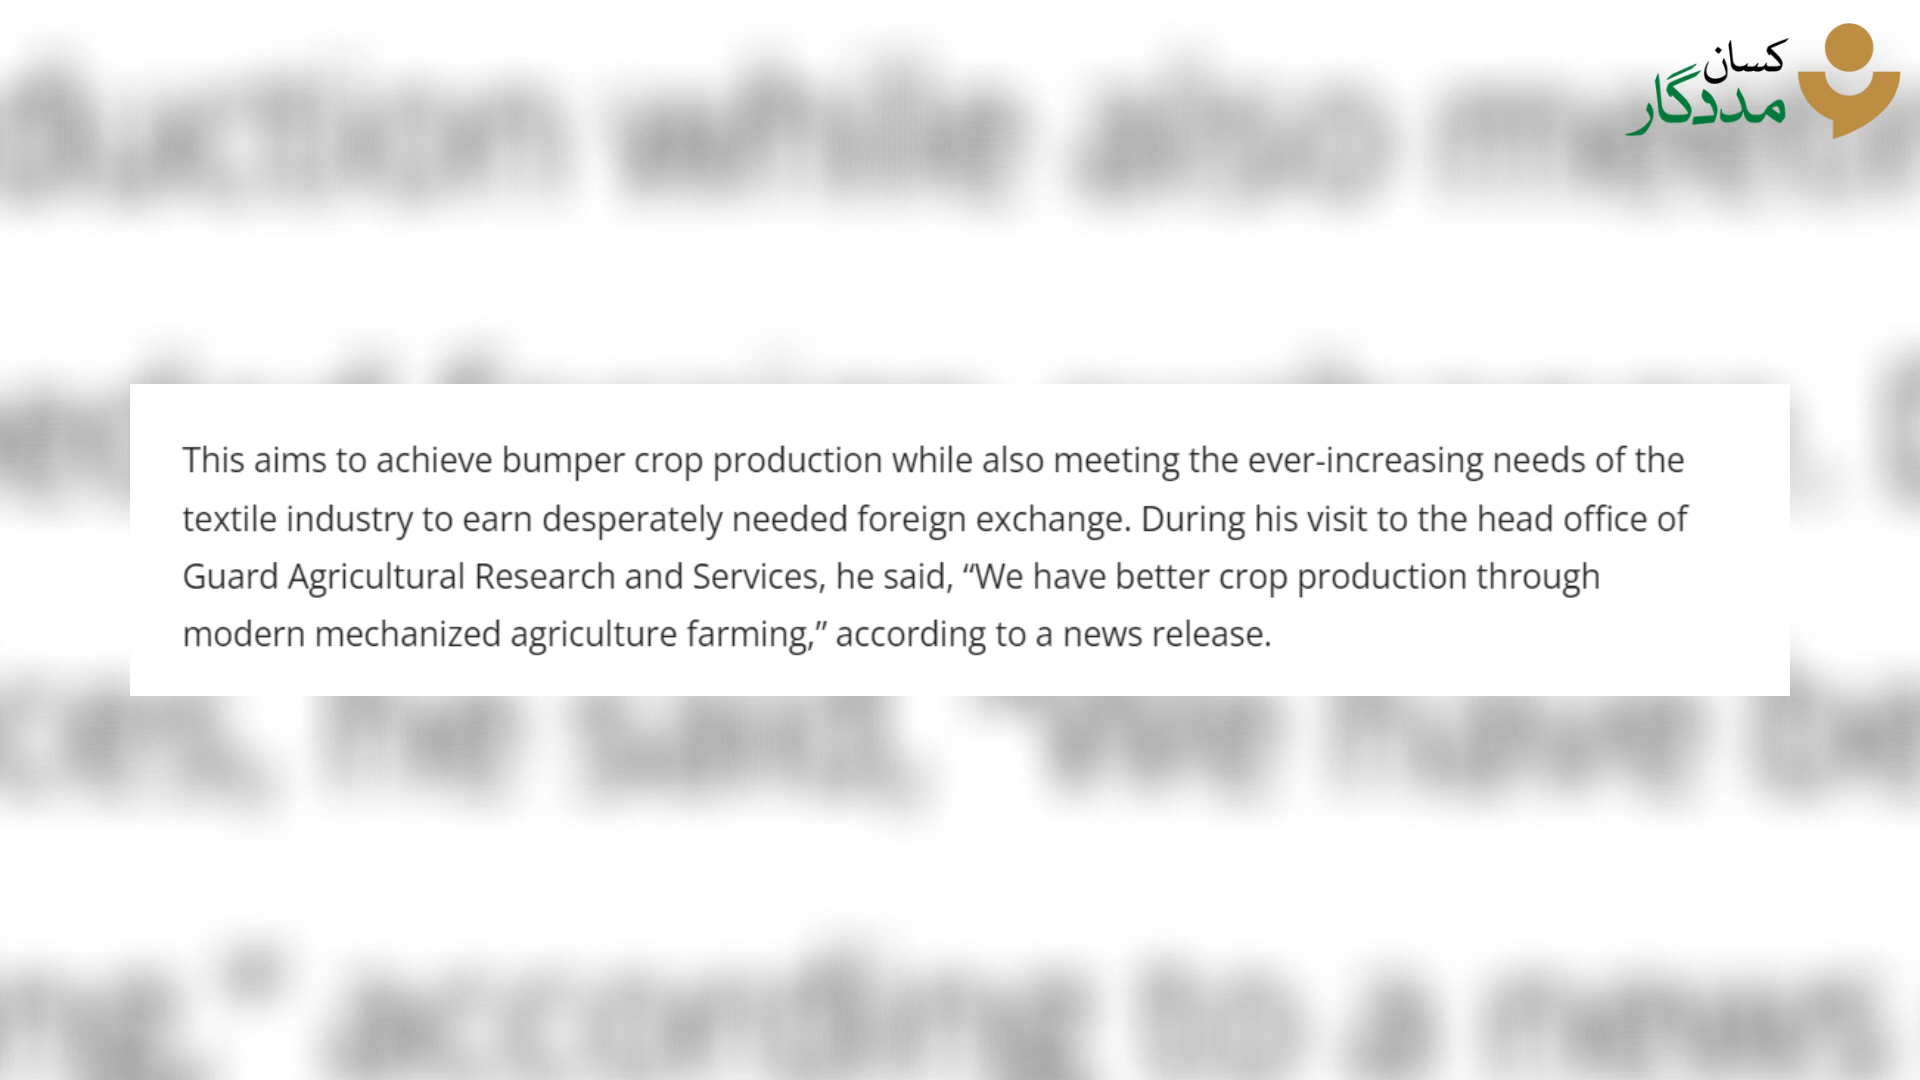 کسان
مددگار
This aims to achieve bumper crop production while also meeting the ever-increasing needs of the
textile industry to earn desperately needed foreign exchange. During his visit to the head office of
Guard Agricultural Research and Services, he said, “We have better crop production through
modern mechanized agriculture farming,” according to a news release.